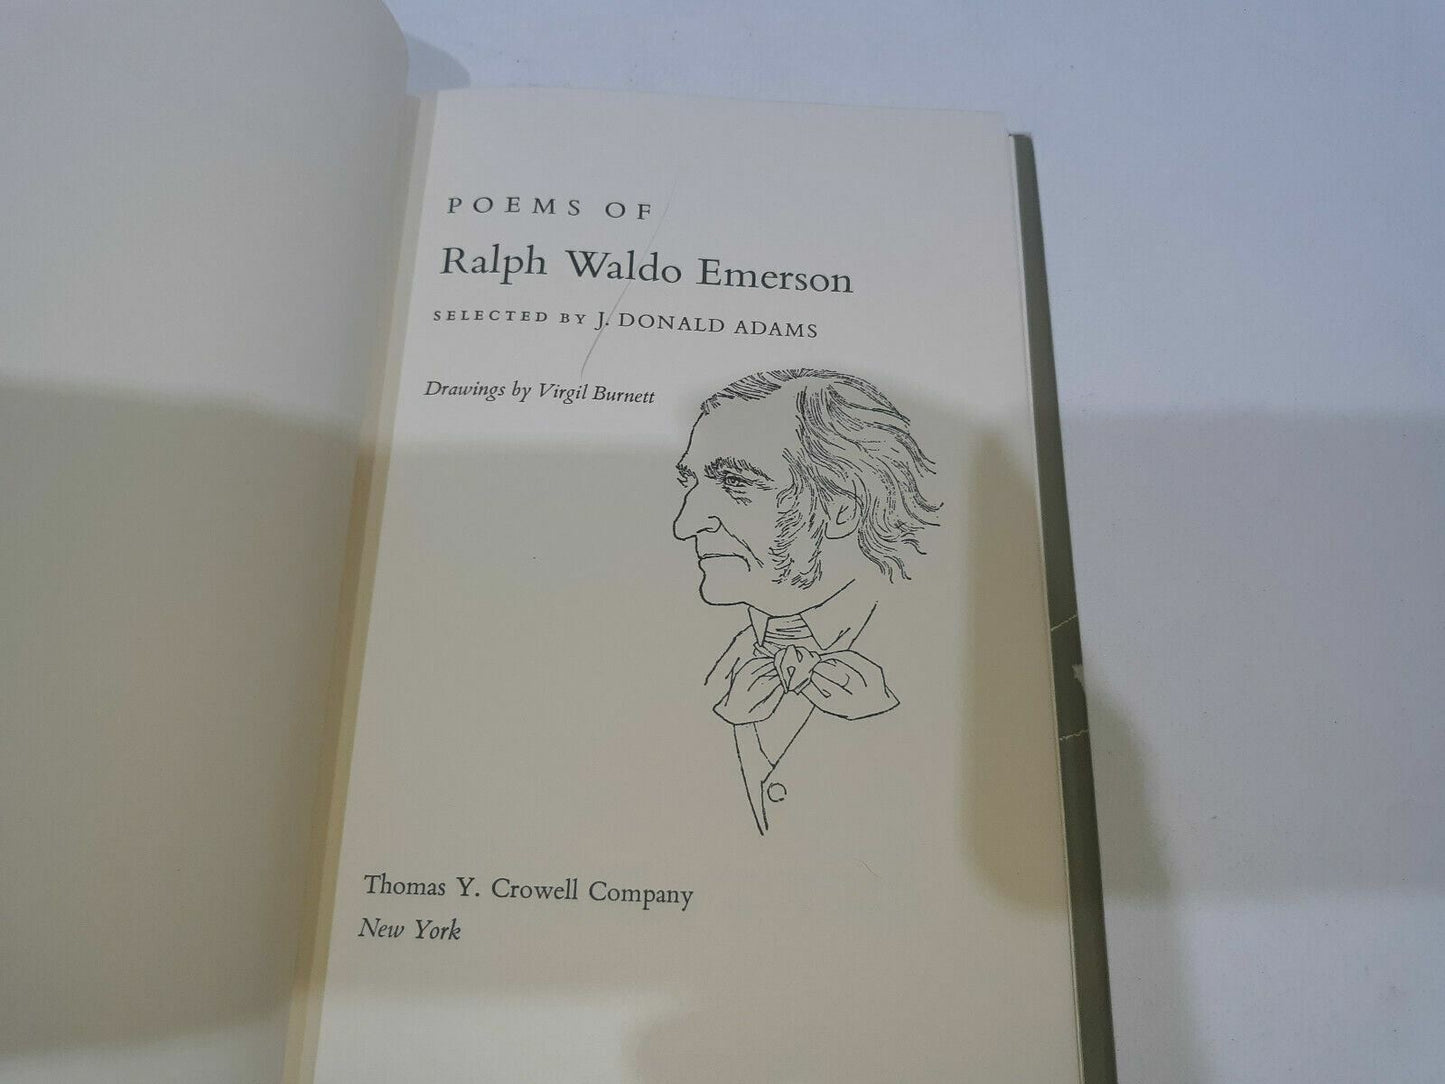 POEMS OF
Ralph Waldo Emerson
SELECTED BY J. DONALD ADAMS
Drawings by Virgil Burnett
Thomas Y. Crowell Company
New York